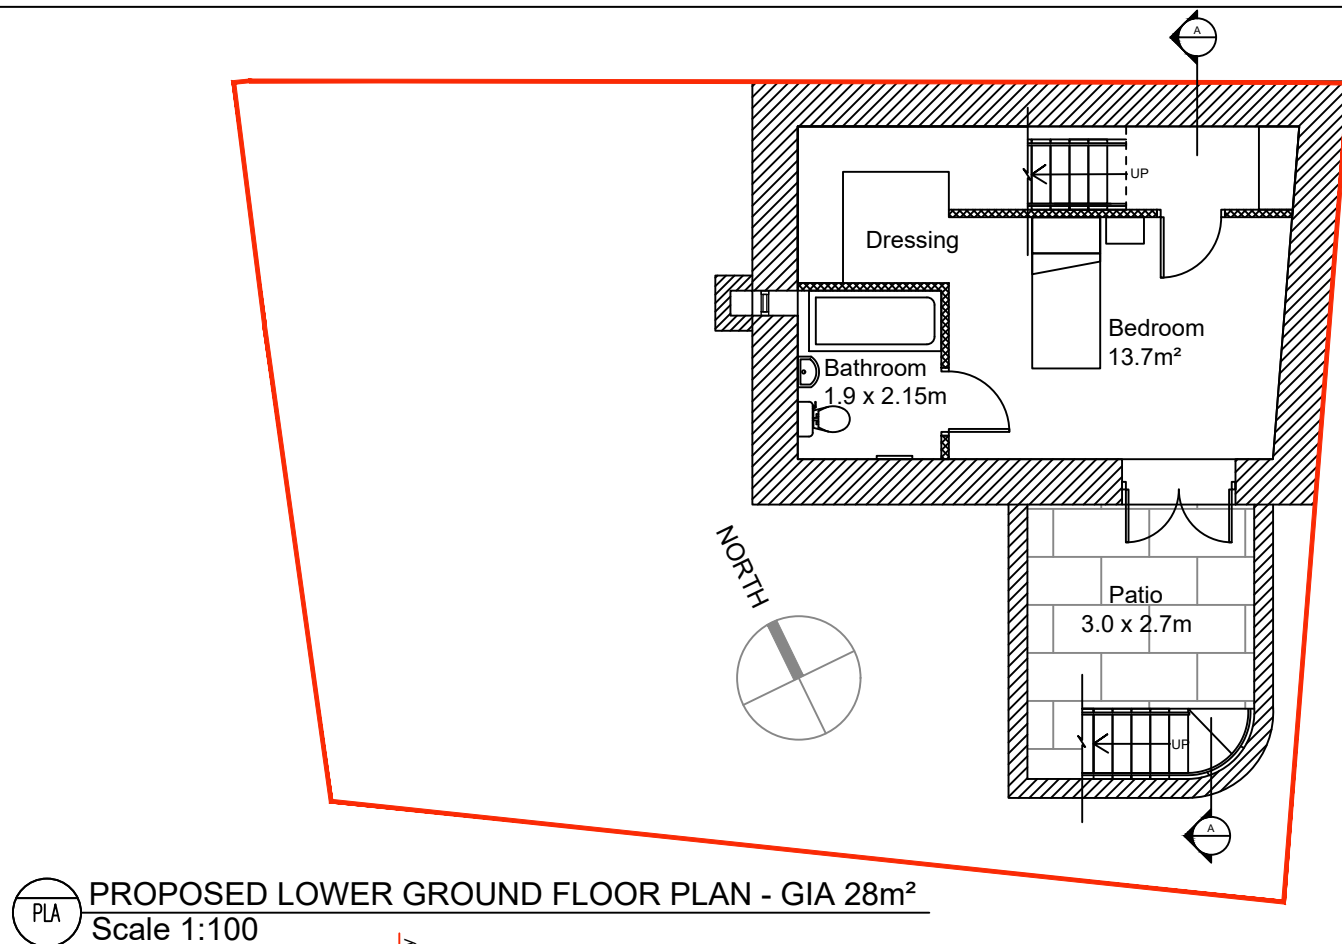 A
UP
Dressing
Bedroom
13.7m²
Bathroom
1.9 x 2.15m
NORTH
Patio
3.0 x 2.7m
UP
A
PLA
PROPOSED LOWER GROUND FLOOR PLAN - GIA 28m²
Scale 1:100